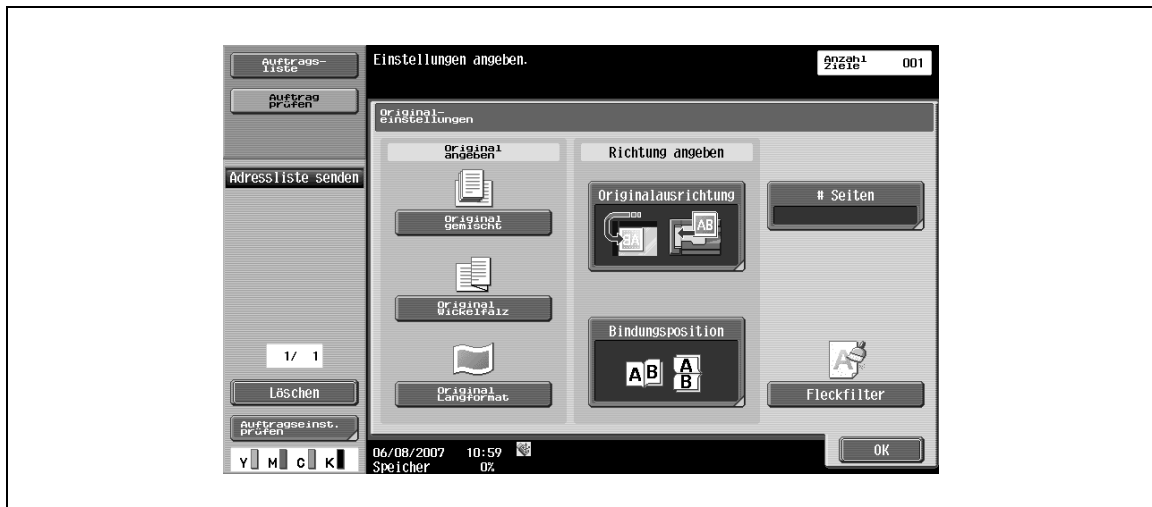 Auftrags-
liste
Auftrag
prüfen
Adressliste senden
1/ 1
Löschen
Auftragseinst.
prüfen
Y M C K
Einstellungen angeben.
Anzahl
Ziele 001
Original-
einstellungen
Original
angeben
Original
gemischt
Original
Wickelfalz
Original
Langformat
Richtung angeben
Originalausrichtung
AB
AB
Bindungsposition
A B
A
B
# Seiten
A
Fleckfilter
OK
06/08/2007 10:59
Speicher 0%